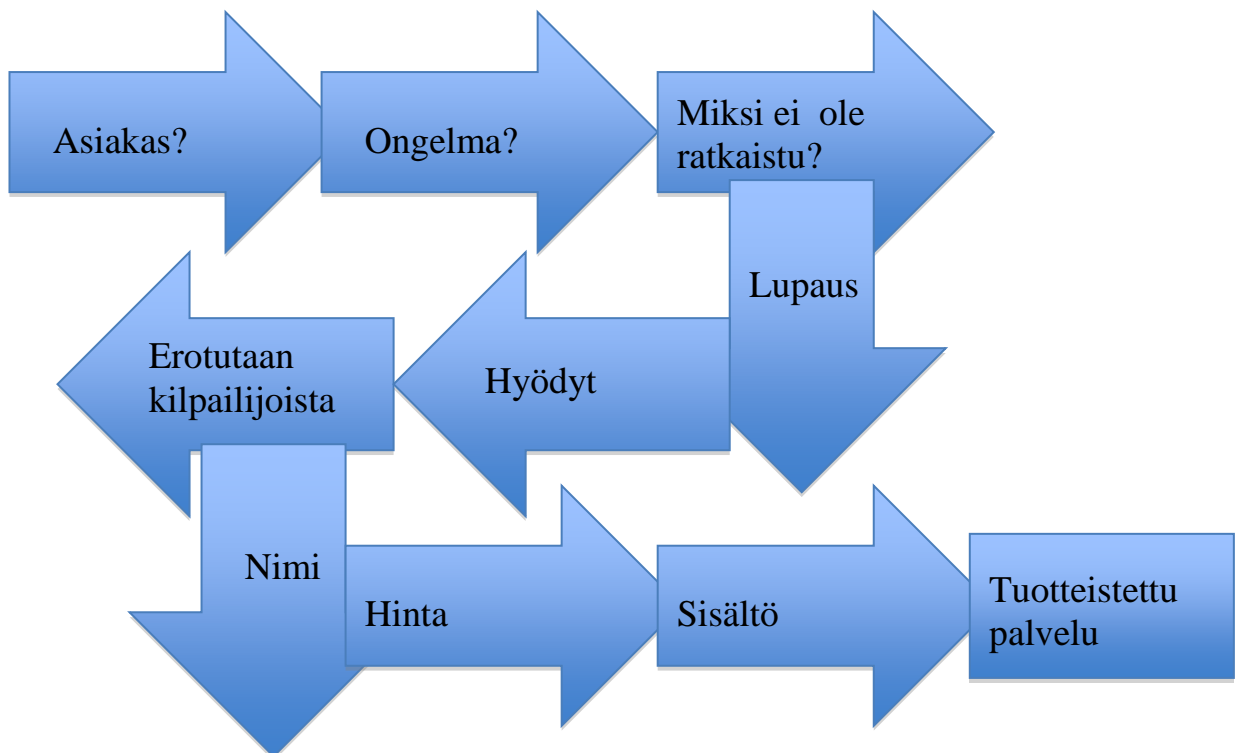 Asiakas?
Ongelma?
Miksi ei ole
ratkaistu?
Lupaus
Hyödyt
Erotutaan
kilpailijoista
Nimi
Hinta
Sisältö
Tuotteistettu
palvelu